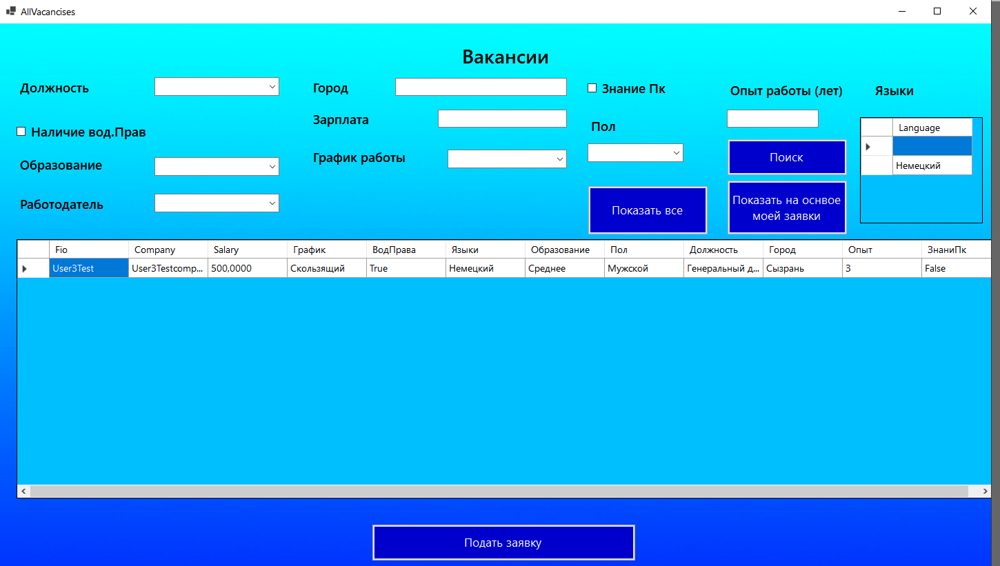 AllVacancises
Вакансии
Должность
Город
Знание Пк
Опыт работы (лет)
Языки
Зарплата
Пол
Наличие вод.Прав
Language
График работы
Поиск
Образование
Немецкий
Работодатель
Показать все
Показать на оснвое
моей заявки
Fio Company Salary График ВодПрава Языки Образование Пол Должность Город Опыт ЗнаниПк
User3Test User3Testcomp... 500,0000 Скользящий True Немецкий Среднее Мужской Генеральный д... Сызрань 3 False
Подать заявку